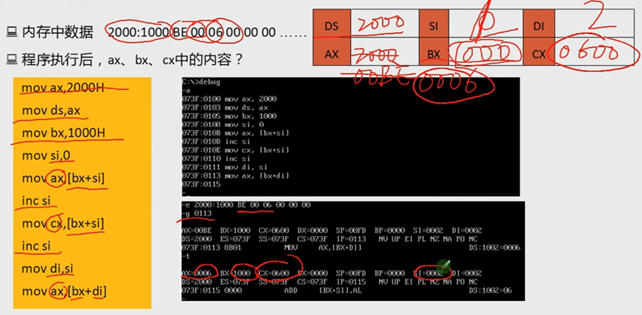 内存中数据 2000:1000 BE 00 06 00 00 00 ……
程序执行后，ax、bx、cx中的内容？
DS 2000 SI 0 DI 2
AX 2000 BX 1000 CX 0600
00BE 0006
mov ax,2000H
mov ds,ax
mov bx,1000H
mov si,0
mov ax,[bx+si]
inc si
mov cx,[bx+si]
inc si
mov di,si
mov ax,[bx+di]
C:\>debug
-a
073F:0100 mov ax, 2000
073F:0103 mov ds, ax
073F:0105 mov bx, 1000
073F:0108 mov si, 0
073F:010B mov ax, [bx+si]
073F:010D inc si
073F:010E mov cx, [bx+si]
073F:0110 inc si
073F:0111 mov di, si
073F:0113 mov ax, [bx+di]
073F:0115
-e 2000:1000 BE 00 06 00 00 00
-g 0113
AX=00BE BX=1000 CX=0600 DX=0000 SP=00FD BP=0000 SI=0002 DI=0002
DS=2000 ES=073F SS=073F CS=073F IP=0113 NV UP EI PL NZ NA PO NC
073F:0113 8B01 MOV AX,[BX+DI] DS:1002=0006
-t
AX=0006 BX=1000 CX=0600 DX=0000 SP=00FD BP=0000 SI=0002 DI=0002
DS=2000 ES=073F SS=073F CS=073F IP=0115 NV UP EI PL NZ NA PO NC
073F:0115 0000 ADD [BX+SI],AL DS:1002=06
-